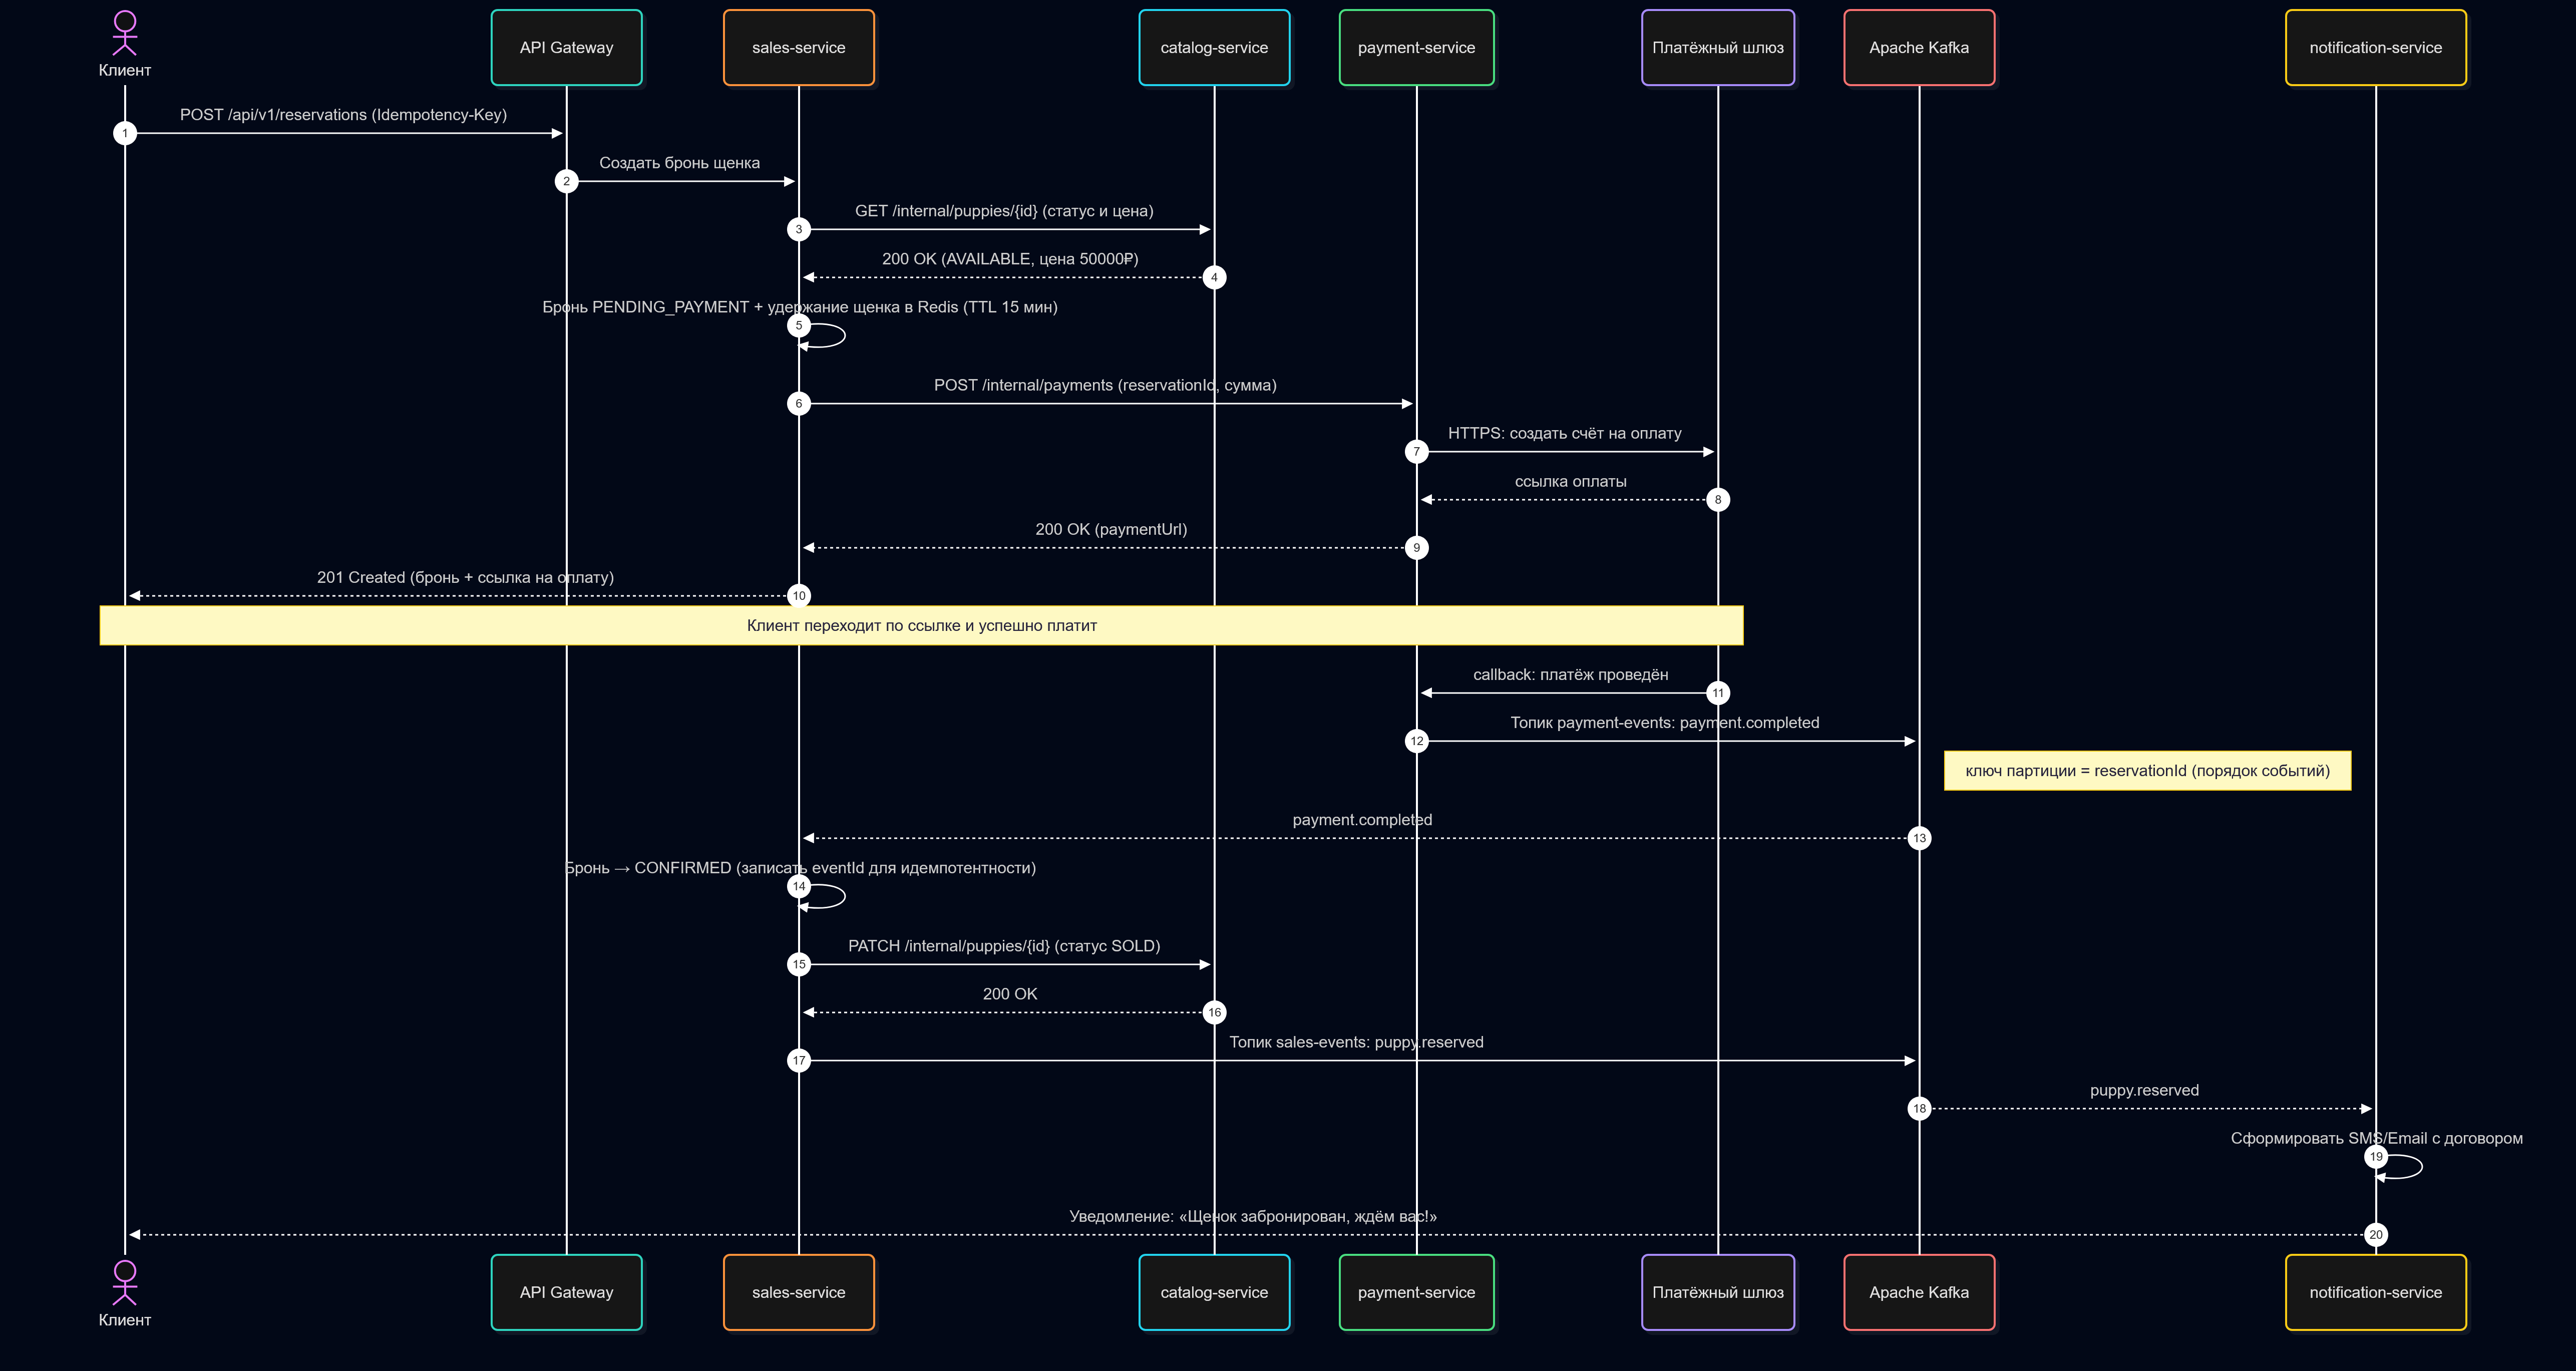 Клиент
API Gateway
sales-service
catalog-service
payment-service
Платёжный шлюз
Apache Kafka
notification-service
POST /api/v1/reservations (Idempotency-Key)
1
Создать бронь щенка
2
GET /internal/puppies/{id} (статус и цена)
3
200 OK (AVAILABLE, цена 50000₽)
4
Бронь PENDING_PAYMENT + удержание щенка в Redis (TTL 15 мин)
5
POST /internal/payments (reservationId, сумма)
6
HTTPS: создать счёт на оплату
7
ссылка оплаты
8
200 OK (paymentUrl)
9
201 Created (бронь + ссылка на оплату)
10
Клиент переходит по ссылке и успешно платит
callback: платёж проведён
11
Топик payment-events: payment.completed
12
ключ партиции = reservationId (порядок событий)
payment.completed
13
Бронь → CONFIRMED (записать eventId для идемпотентности)
14
PATCH /internal/puppies/{id} (статус SOLD)
15
200 OK
16
Топик sales-events: puppy.reserved
17
puppy.reserved
18
Сформировать SMS/Email с договором
19
Уведомление: «Щенок забронирован, ждём вас!»
20
Клиент
API Gateway
sales-service
catalog-service
payment-service
Платёжный шлюз
Apache Kafka
notification-service